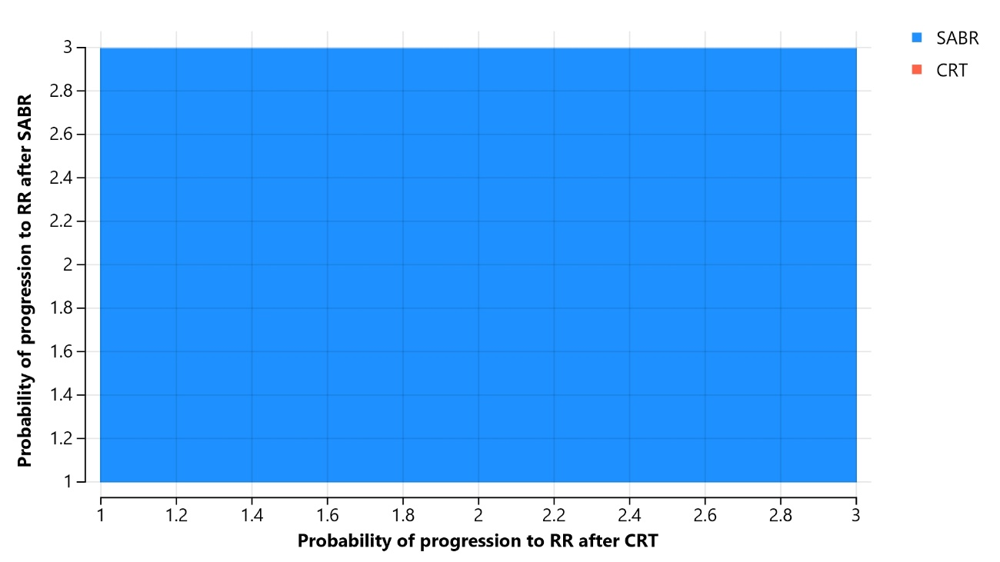 SABR
CRT
Probability of progression to RR after SABR
3
2.8
2.6
2.4
2.2
2
1.8
1.6
1.4
1.2
1
1 1.2 1.4 1.6 1.8 2 2.2 2.4 2.6 2.8 3
Probability of progression to RR after CRT